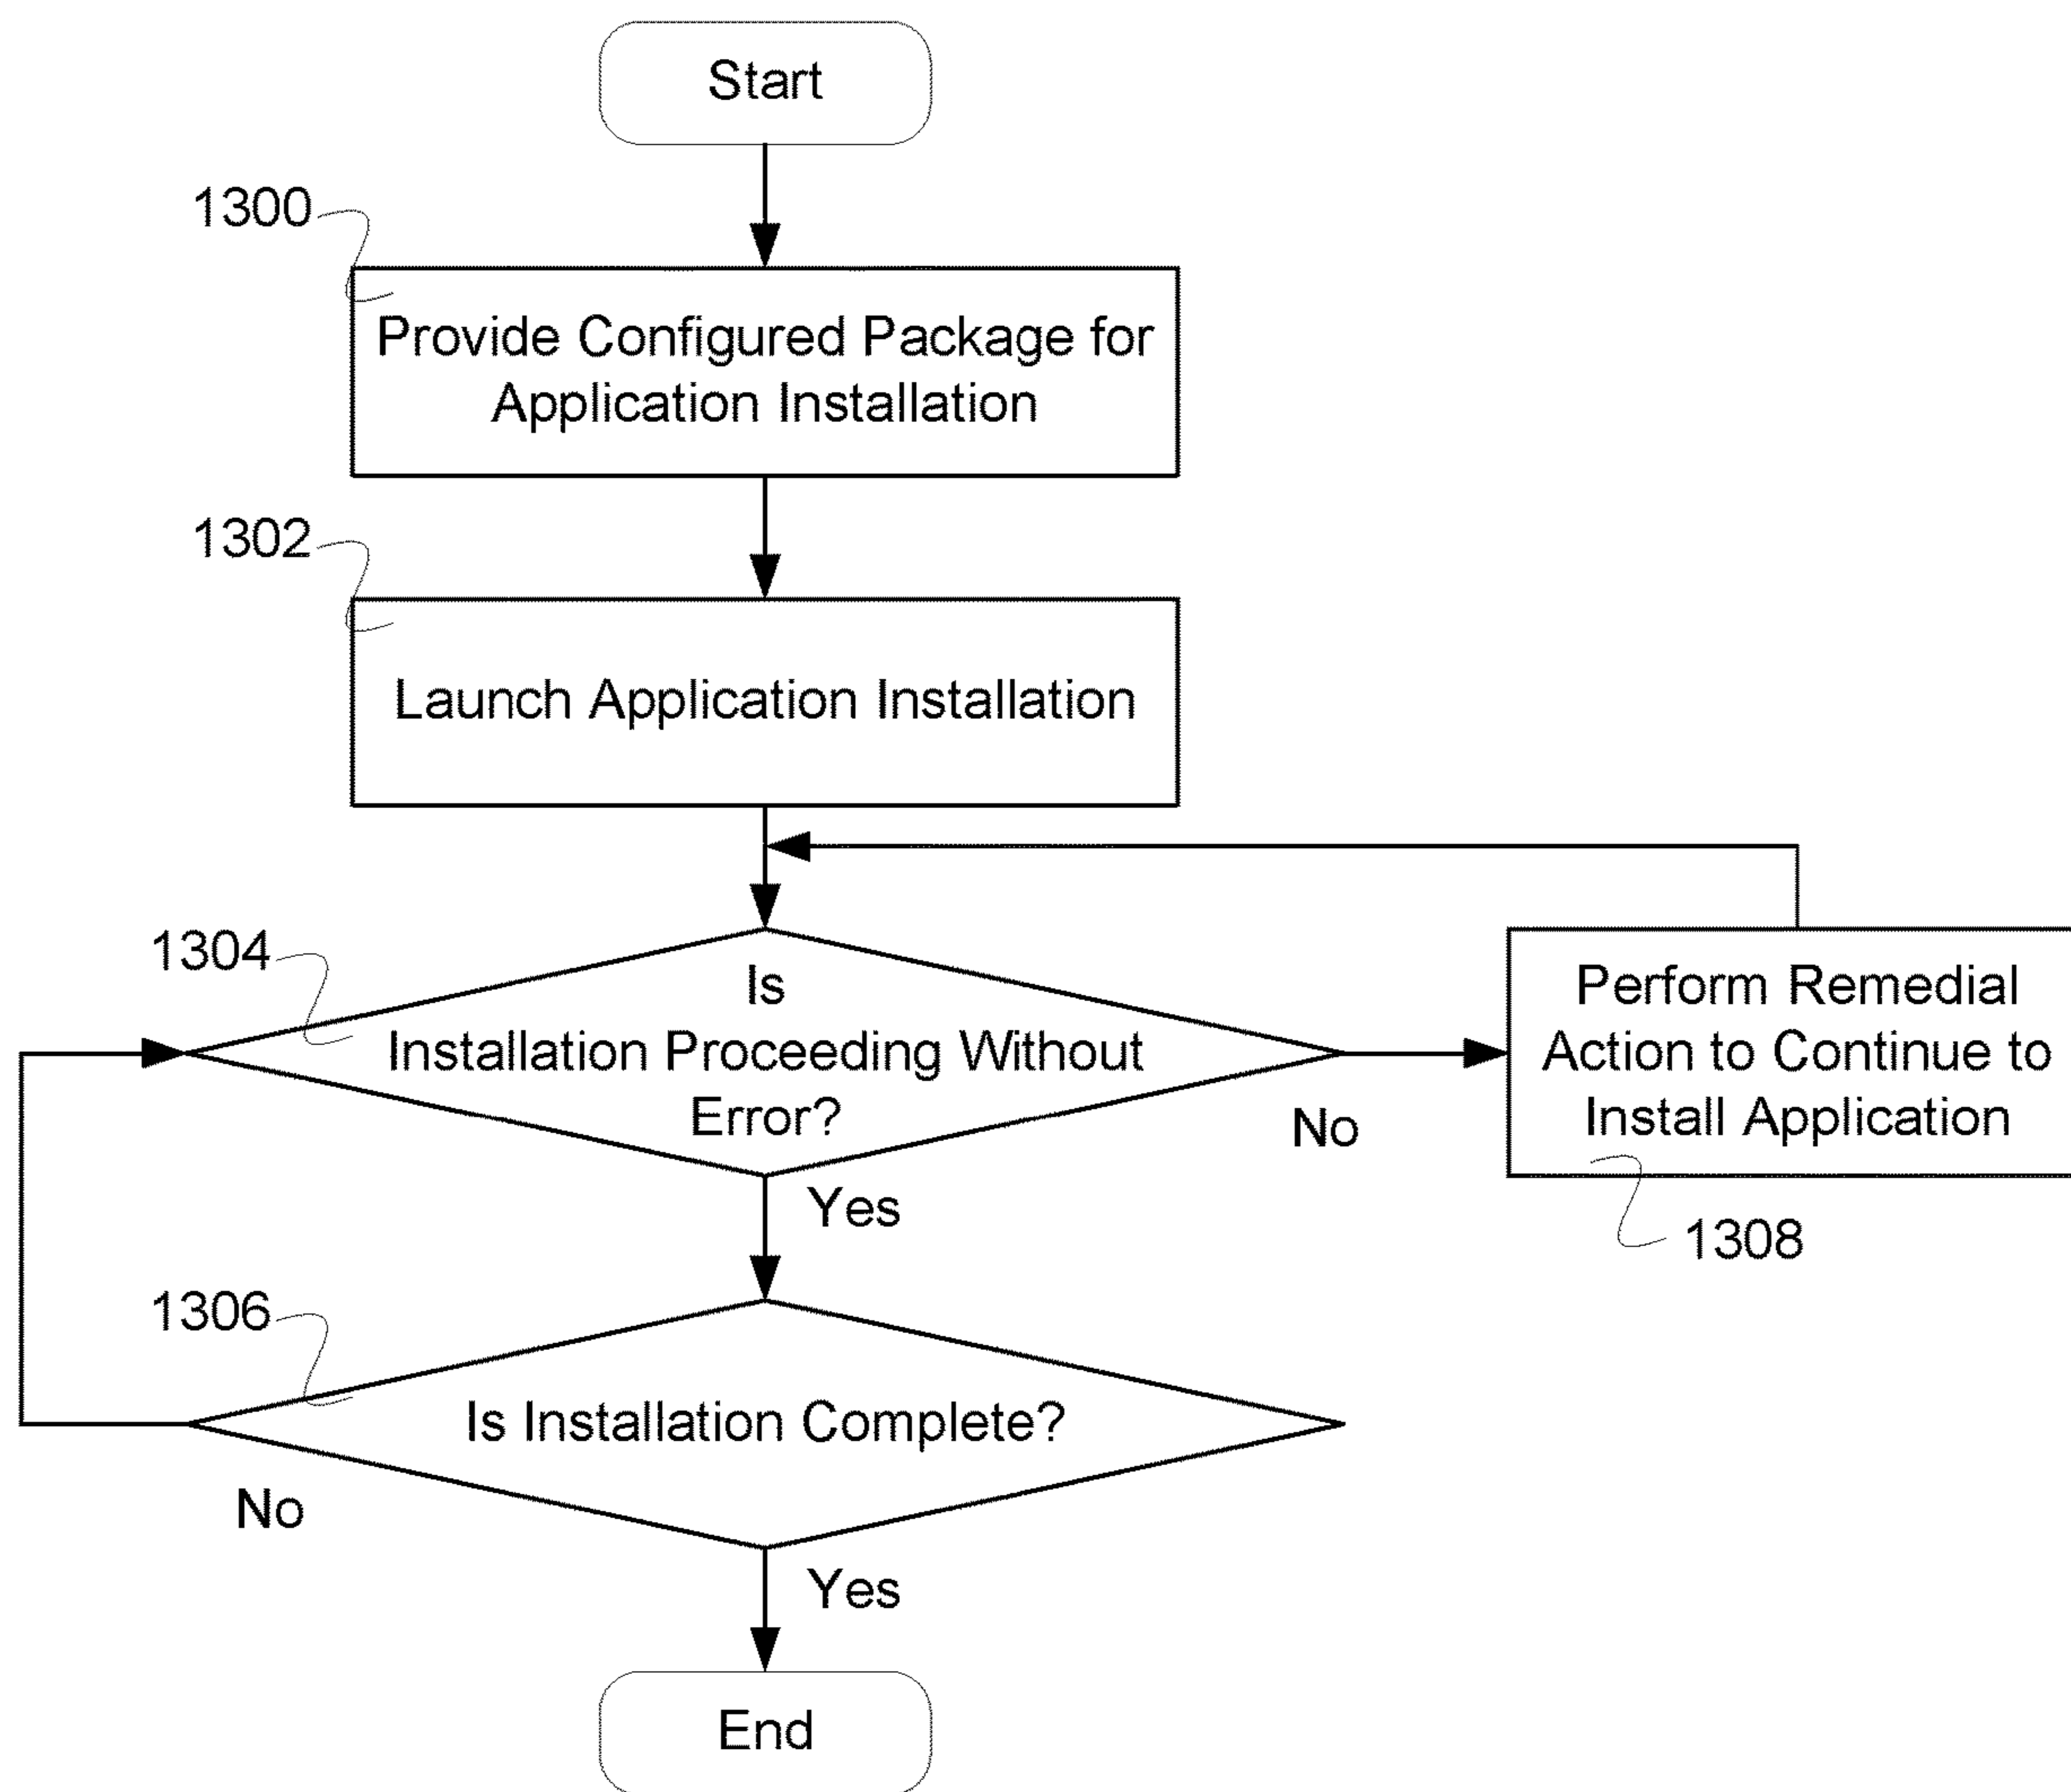 Start
1300
Provide Configured Package for
Application Installation
1302
Launch Application Installation
1304
Is
Installation Proceeding Without
Error?
No
Perform Remedial
Action to Continue to
Install Application
1308
Yes
1306
Is Installation Complete?
No
Yes
End